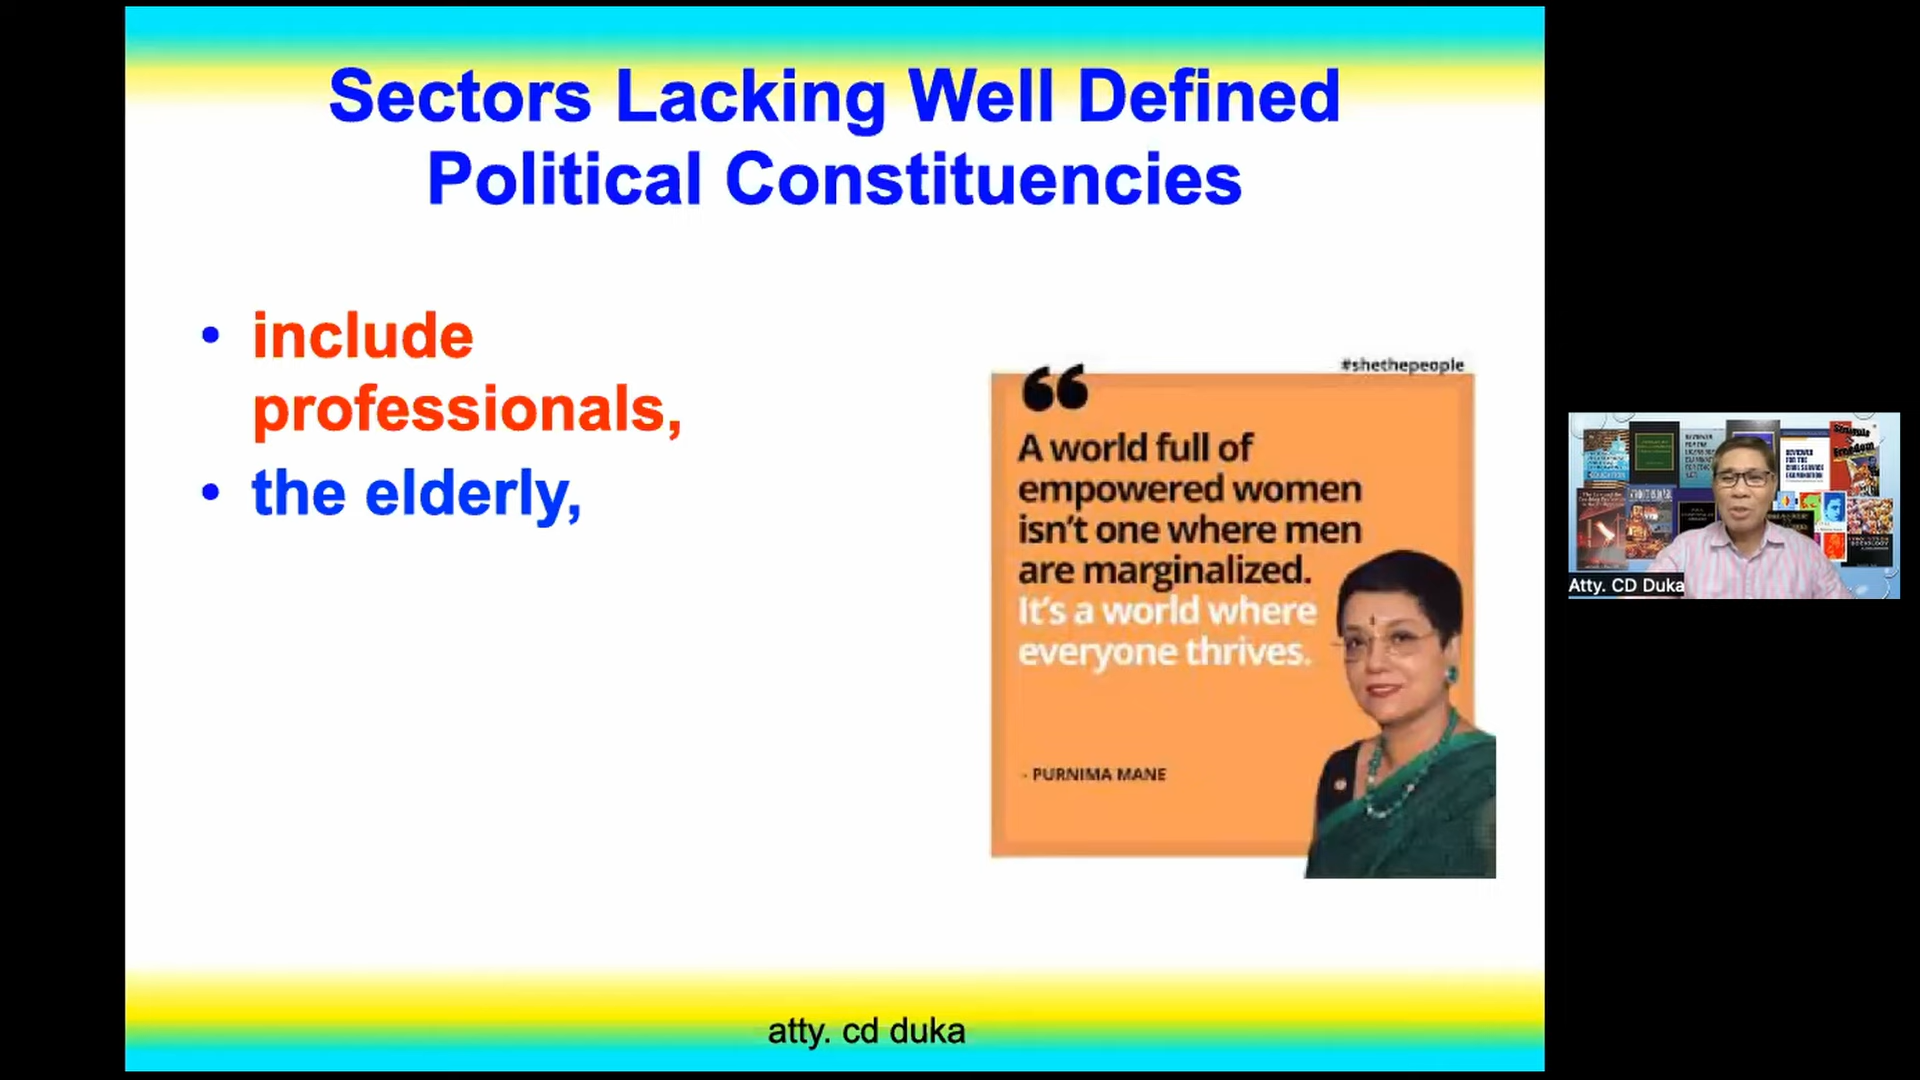 Sectors Lacking Well Defined
Political Constituencies
• include
professionals,
• the elderly,
#shethepeople
“
A world full of
empowered women
isn't one where men
are marginalized.
It's a world where
everyone thrives.
- PURNIMA MANE
Atty. CD Duka
atty. cd duka